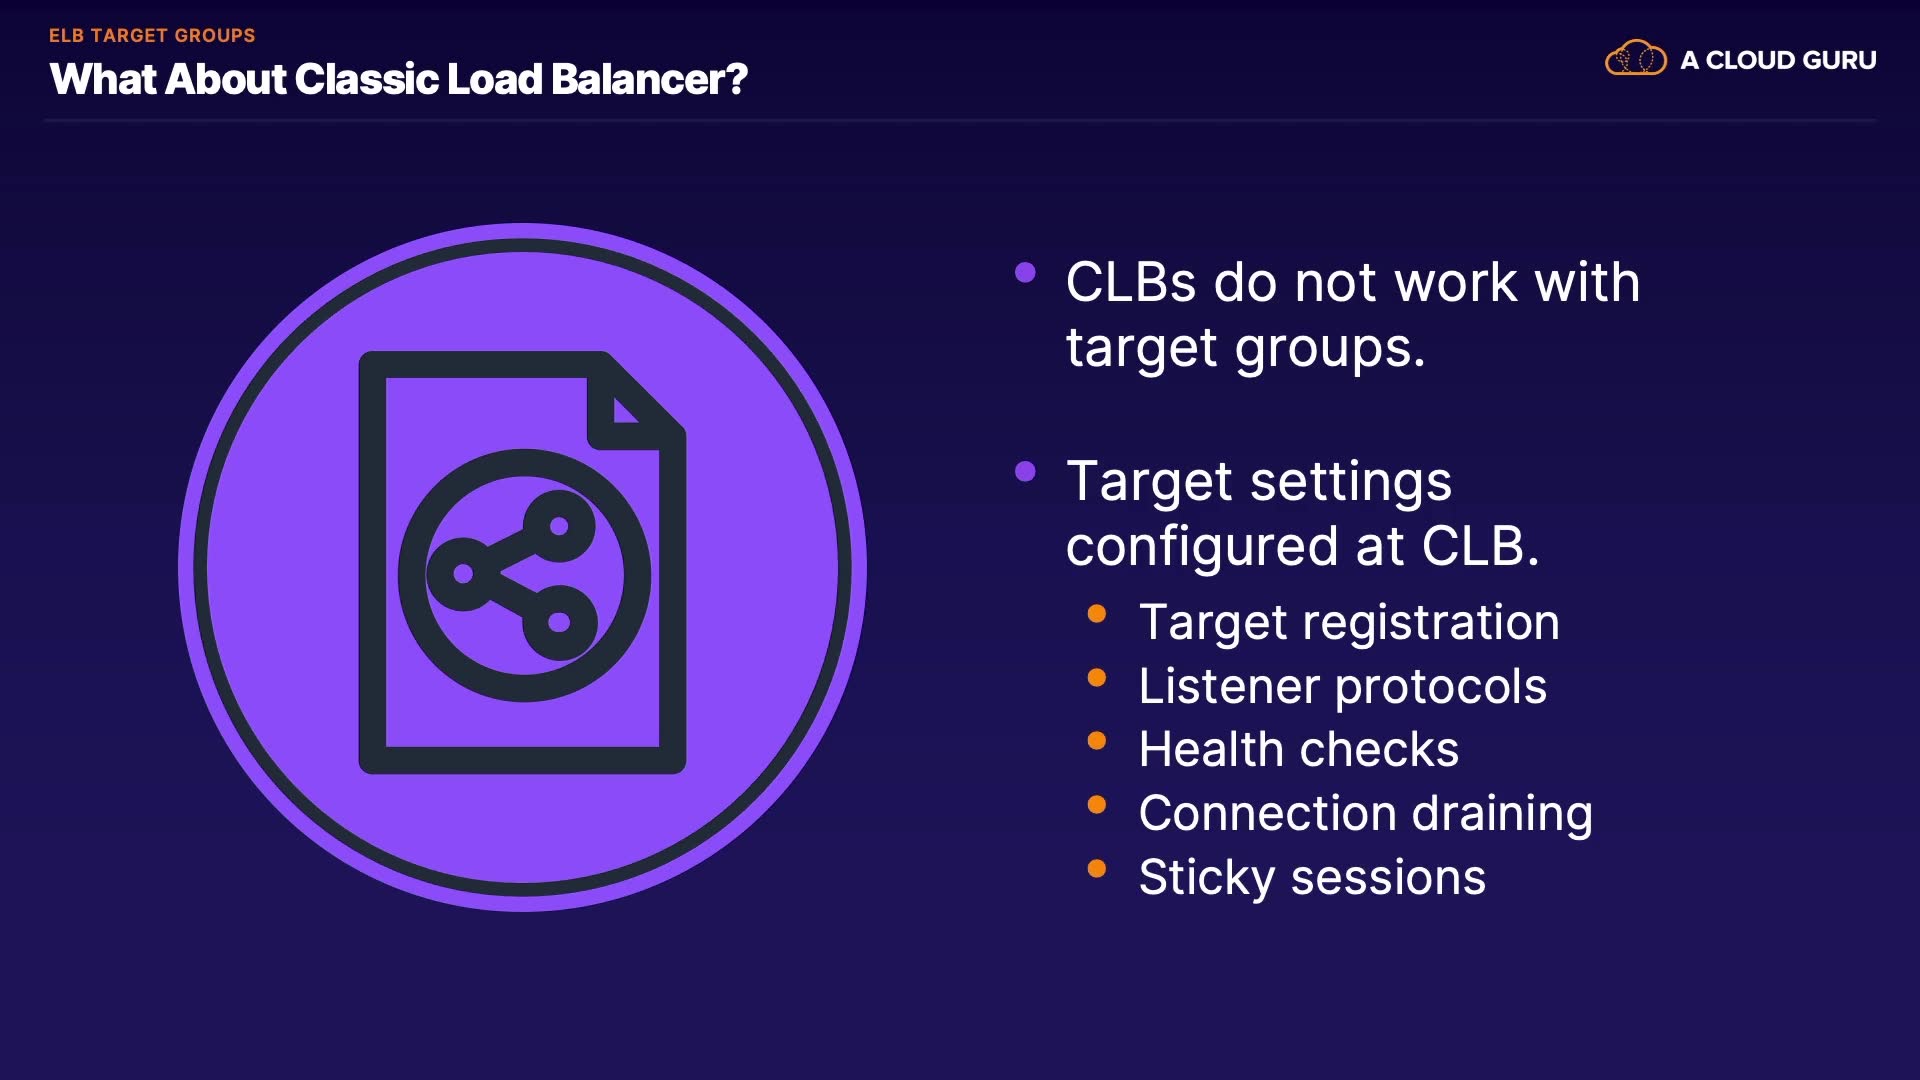 ELB TARGET GROUPS
What About Classic Load Balancer?
A CLOUD GURU
CLBs do not work with
target groups.
Target settings
configured at CLB.
Target registration
Listener protocols
Health checks
Connection draining
Sticky sessions